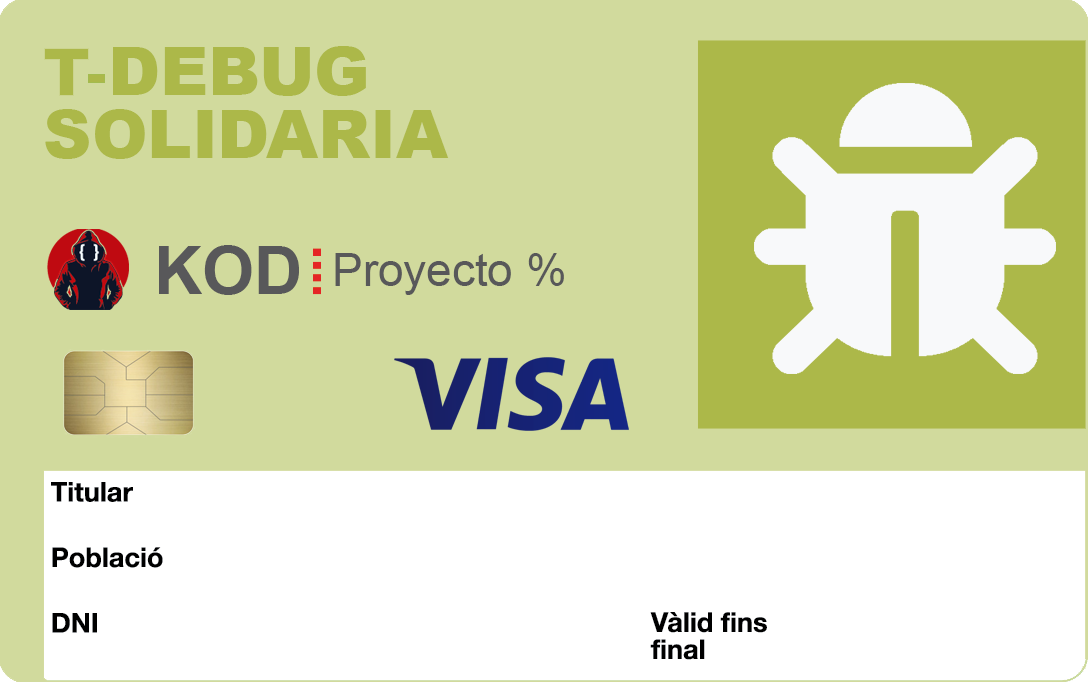 T-DEBUG
SOLIDARIA
KOD Proyecto %
VISA
Titular
Població
DNI
Vàlid fins
final